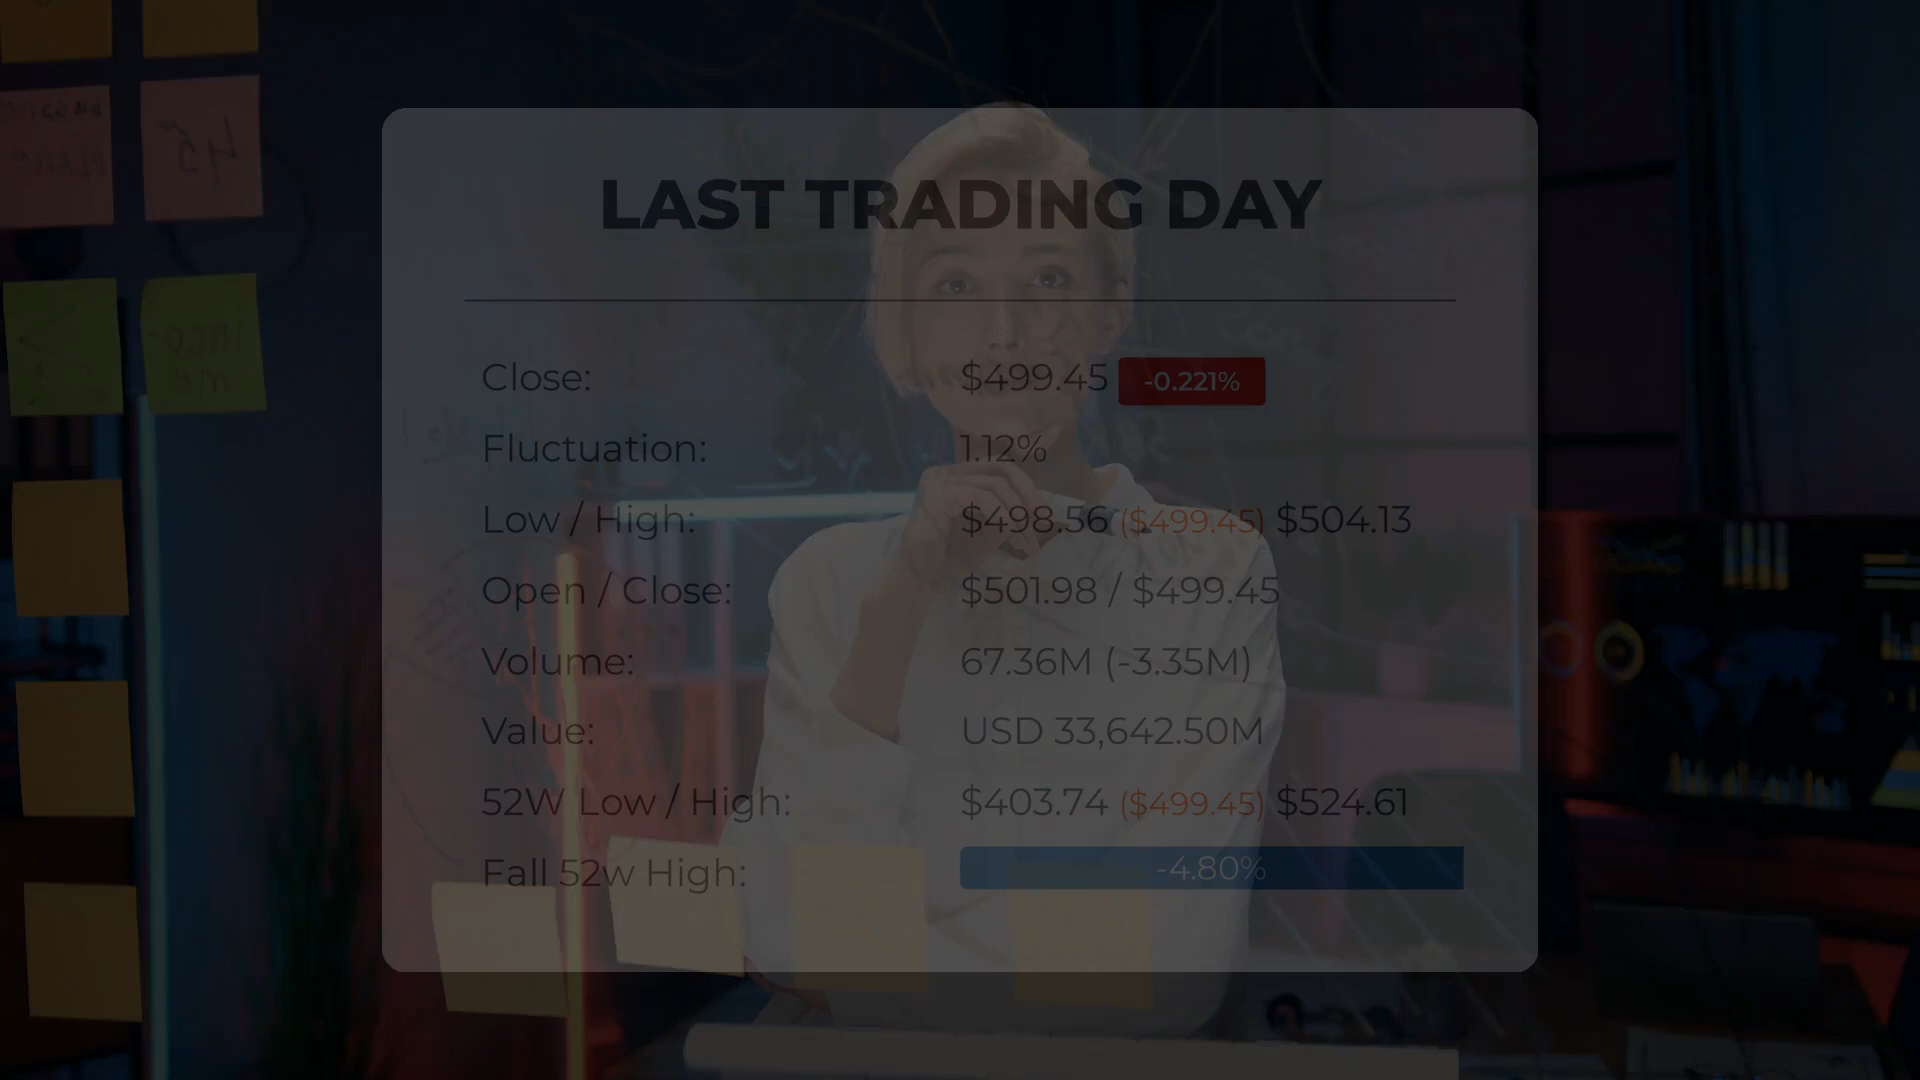 LAST TRADING DAY
Close: $499.45 -0.221%
Fluctuation: 1.12%
Low / High: $498.56 ($499.45) $504.13
Open / Close: $501.98 / $499.45
Volume: 67.36M (-3.35M)
Value: USD 33,642.50M
52W Low / High: $403.74 ($499.45) $524.61
Fall 52w High: -4.80%